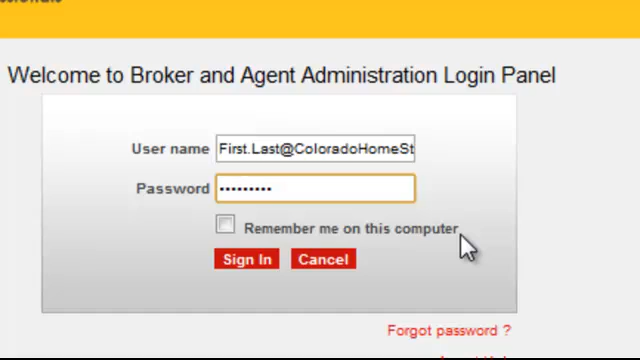 Welcome to Broker and Agent Administration Login Panel
User name First.Last@ColoradoHomeSt
Password •••••••••
Remember me on this computer
Sign In Cancel
Forgot password ?